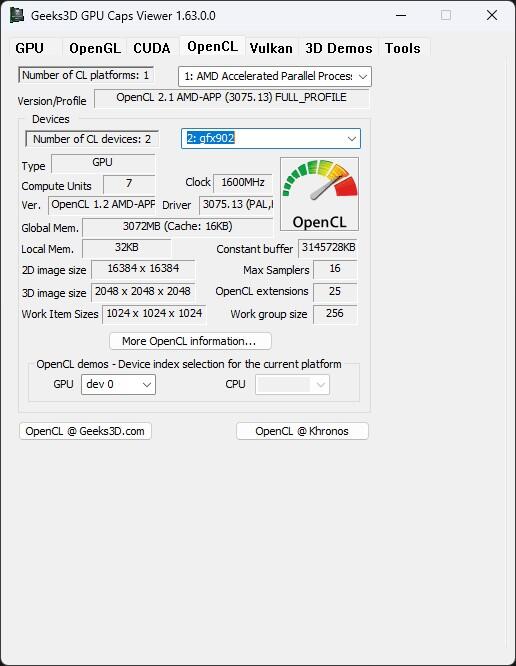 Geeks3D GPU Caps Viewer 1.63.0.0
GPU OpenGL CUDA OpenCL Vulkan 3D Demos Tools
Number of CL platforms: 1 1: AMD Accelerated Parallel Proces
Version/Profile OpenCL 2.1 AMD-APP (3075.13) FULL_PROFILE
Devices
Number of CL devices: 2 2: gfx902
Type GPU
Compute Units 7 Clock 1600MHz
Ver. OpenCL 1.2 AMD-APP Driver 3075.13 (PAL,
OpenCL
Global Mem. 3072MB (Cache: 16KB)
Local Mem. 32KB Constant buffer 3145728KB
2D image size 16384 x 16384 Max Samplers 16
3D image size 2048 x 2048 x 2048 OpenCL extensions 25
Work Item Sizes 1024 x 1024 x 1024 Work group size 256
More OpenCL information...
OpenCL demos - Device index selection for the current platform
GPU dev 0 CPU
OpenCL @ Geeks3D.com OpenCL @ Khronos